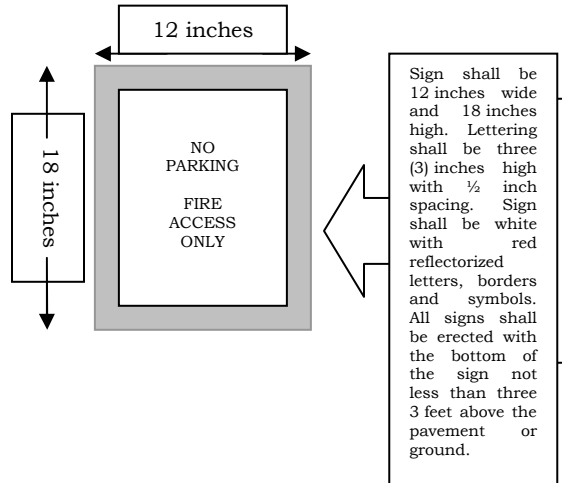 12 inches
18 inches
NO
PARKING
FIRE
ACCESS
ONLY
Sign shall be
12 inches wide
and 18 inches
high. Lettering
shall be three
(3) inches high
with ½ inch
spacing. Sign
shall be white
with red
reflectorized
letters, borders
and symbols.
All signs shall
be erected with
the bottom of
the sign not
less than three
3 feet above the
pavement or
ground.